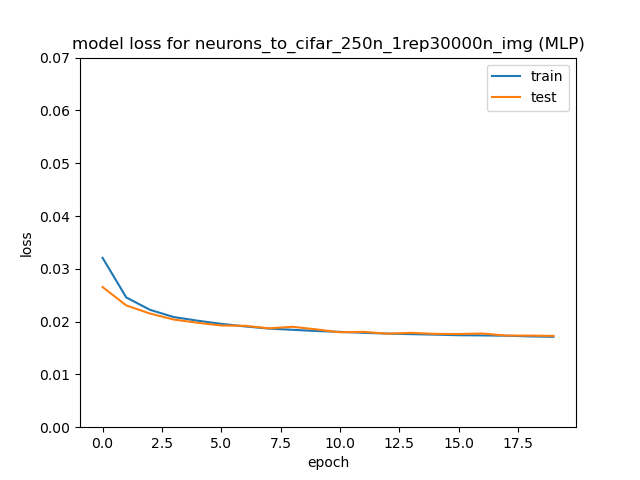 model loss for neurons_to_cifar_250n_1rep30000n_img (MLP)
0.07
train
test
0.06
0.05
0.04
loss
0.03
0.02
0.01
0.00
0.0 2.5 5.0 7.5 10.0 12.5 15.0 17.5
epoch